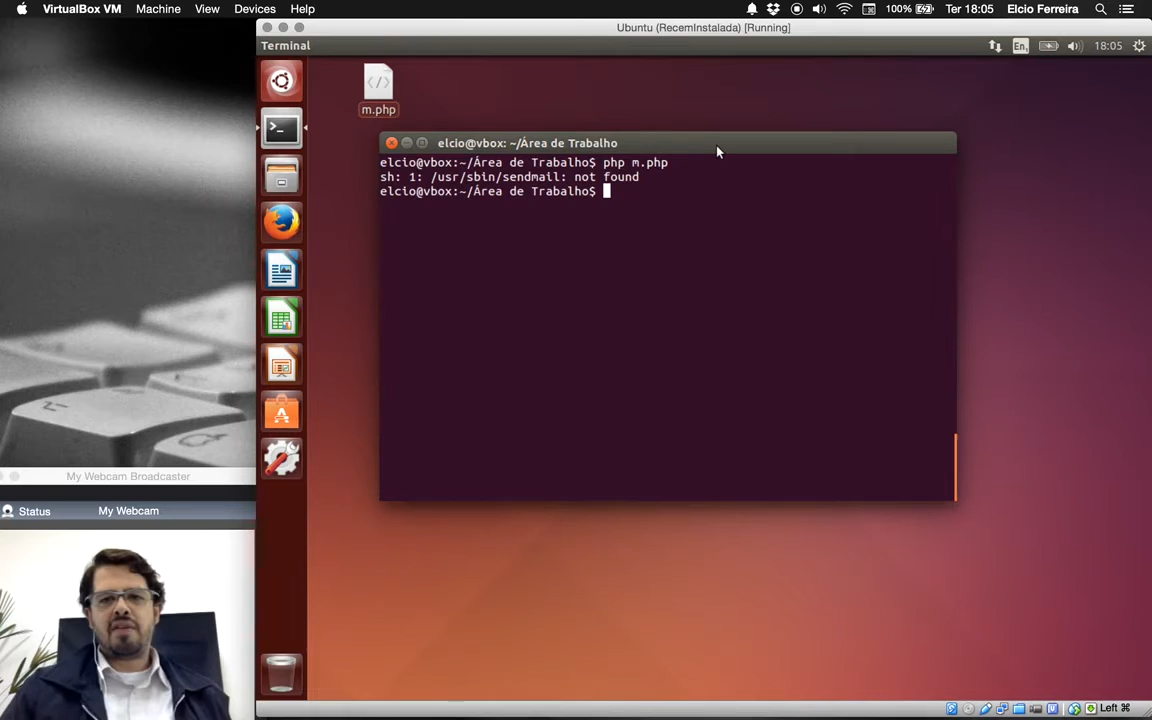 VirtualBox VM Machine View Devices Help 100% Ter 18:05 Elcio Ferreira
Ubuntu (RecemInstalada) [Running]
Terminal En 18:05
m.php
elcio@vbox: ~/Área de Trabalho
elcio@vbox:~/Área de Trabalho$ php m.php
sh: 1: /usr/sbin/sendmail: not found
elcio@vbox:~/Área de Trabalho$
My Webcam Broadcaster
Status My Webcam
Left ⌘